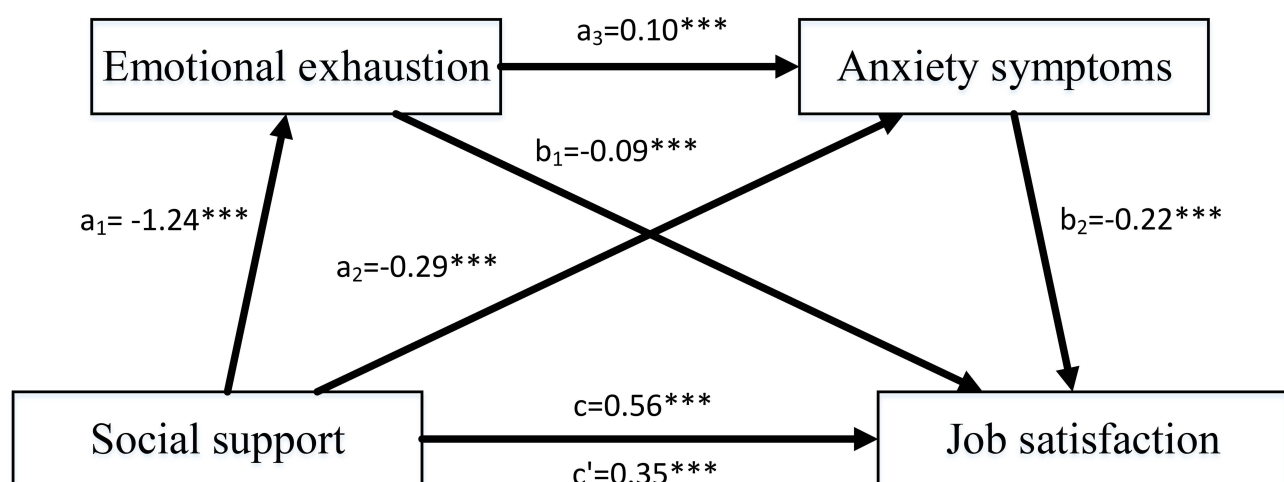 a₃=0.10***
Emotional exhaustion
Anxiety symptoms
b₁=-0.09***
a₁= -1.24***
b₂=-0.22***
a₂=-0.29***
c=0.56***
Social support
Job satisfaction
c'=0.35***